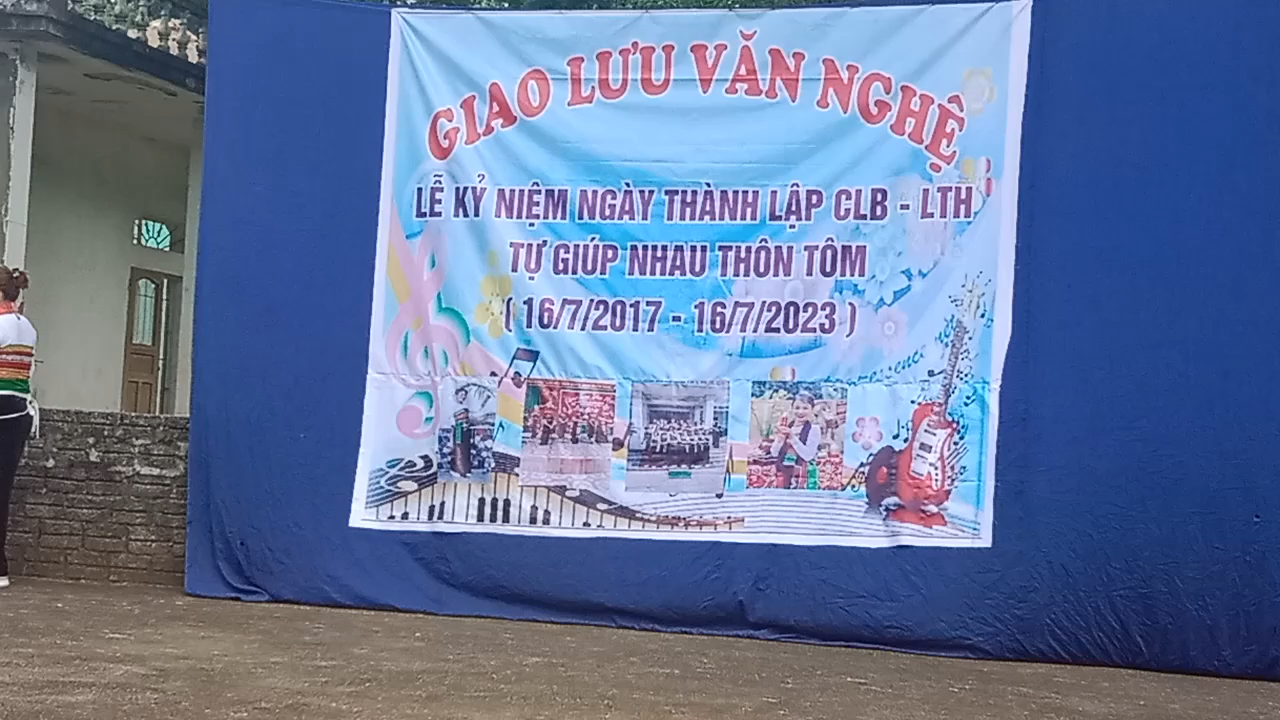 GIAO LƯU VĂN NGHỆ
LỄ KỶ NIỆM NGÀY THÀNH LẬP CLB - LTH
TỰ GIÚP NHAU THÔN TÔM
( 16/7/2017 - 16/7/2023 )